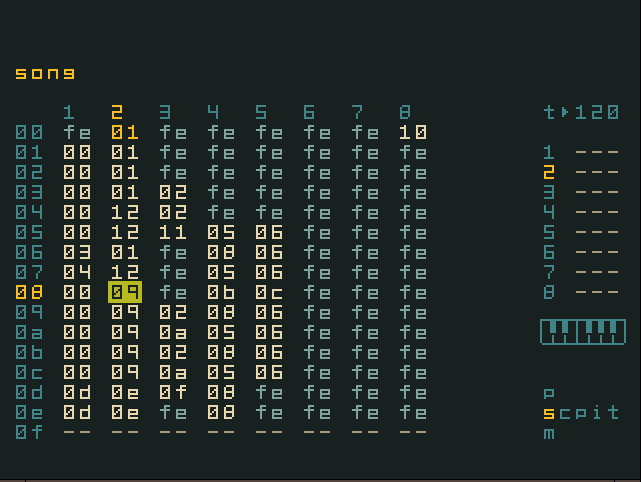 song
1 2 3 4 5 6 7 8 t▸120
00 fe 01 fe fe fe fe fe 10
01 00 01 fe fe fe fe fe fe 1 ---
02 00 01 fe fe fe fe fe fe 2 ---
03 00 01 02 fe fe fe fe fe 3 ---
04 00 12 02 fe fe fe fe fe 4 ---
05 00 12 11 05 06 fe fe fe 5 ---
06 03 01 fe 08 06 fe fe fe 6 ---
07 04 12 fe 05 06 fe fe fe 7 ---
08 00 09 fe 0b 0c fe fe fe 8 ---
09 00 09 02 08 06 fe fe fe
0a 00 09 0a 05 06 fe fe fe
0b 00 09 02 08 06 fe fe fe
0c 00 09 0a 05 06 fe fe fe
0d 0d 0e 0f 08 fe fe fe fe p
0e 0d 0e fe 08 fe fe fe fe scpit
0f -- -- -- -- -- -- -- -- m